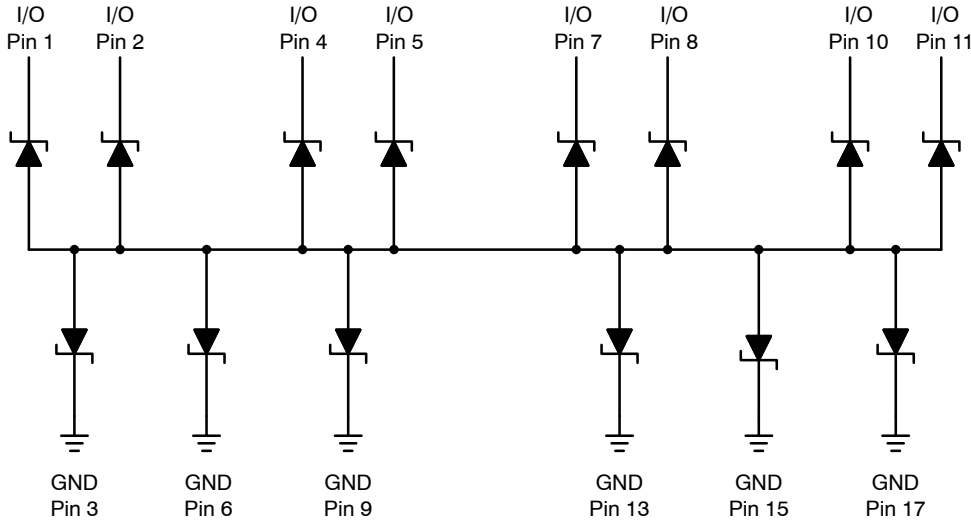 I/O I/O I/O I/O I/O I/O I/O I/O
Pin 1 Pin 2 Pin 4 Pin 5 Pin 7 Pin 8 Pin 10 Pin 11
GND GND GND GND GND GND
Pin 3 Pin 6 Pin 9 Pin 13 Pin 15 Pin 17